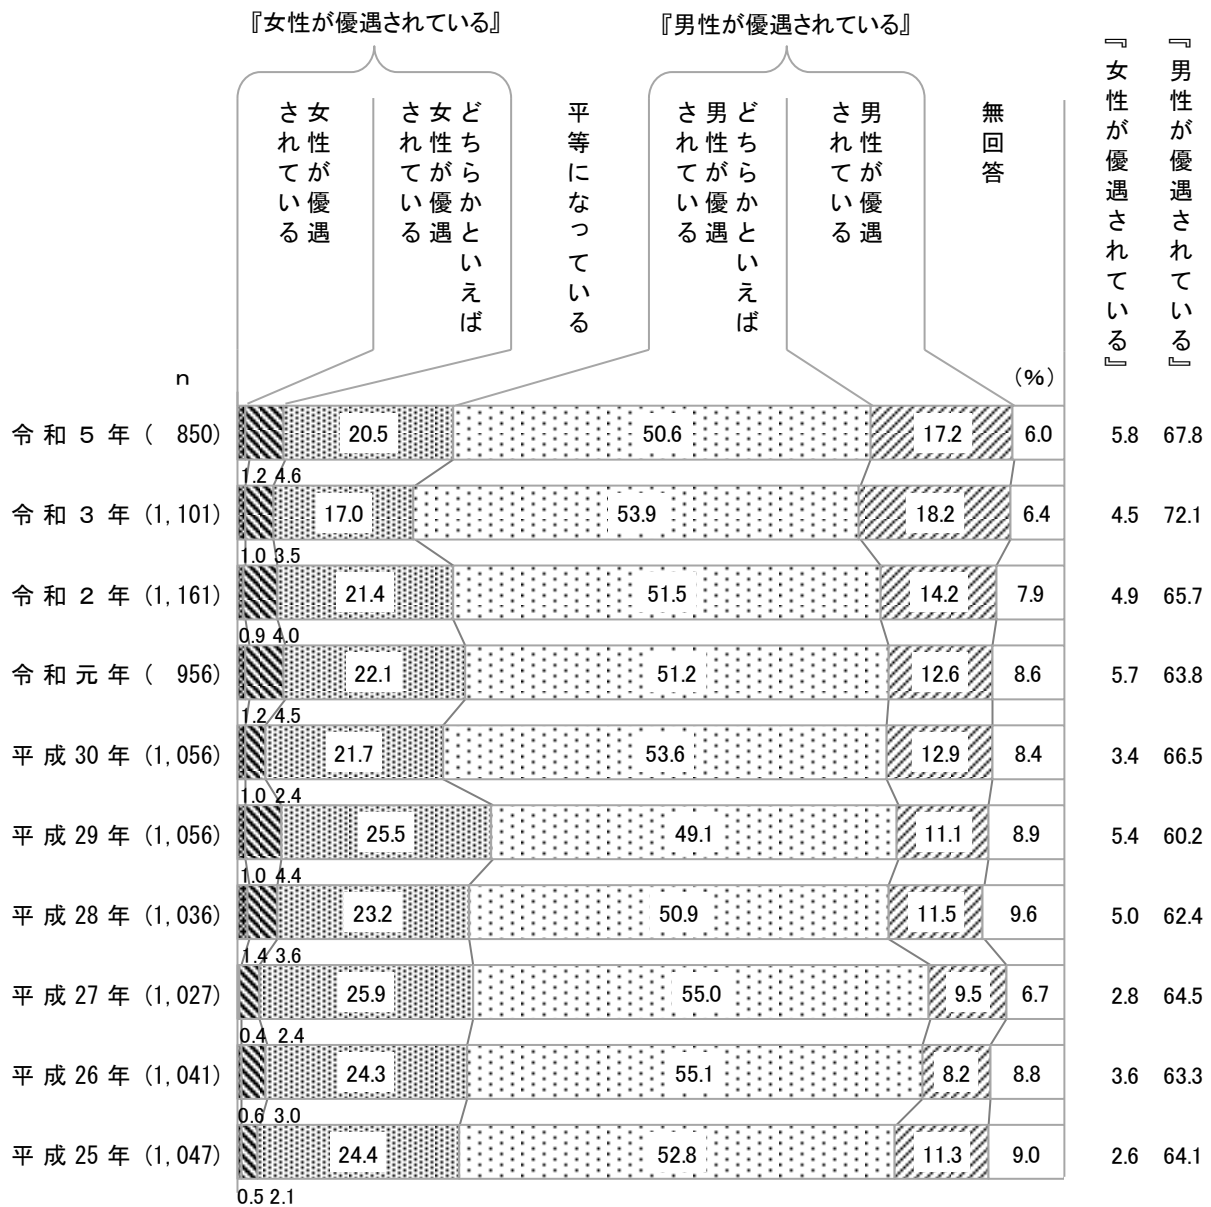 『女性が優遇されている』
『男性が優遇されている』
女性が優遇
されている
どちらかといえば
女性が優遇
されている
平等になっている
どちらかといえば
男性が優遇
されている
男性が優遇
されている
無回答
『女性が優遇されている』
『男性が優遇されている』
n
(%)
令和5年( 850) 20.5 50.6 17.2 6.0 5.8 67.8
1.2 4.6
令和3年(1,101) 17.0 53.9 18.2 6.4 4.5 72.1
1.0 3.5
令和2年(1,161) 21.4 51.5 14.2 7.9 4.9 65.7
0.9 4.0
令和元年( 956) 22.1 51.2 12.6 8.6 5.7 63.8
1.2 4.5
平成30年(1,056) 21.7 53.6 12.9 8.4 3.4 66.5
1.0 2.4
平成29年(1,056) 25.5 49.1 11.1 8.9 5.4 60.2
1.0 4.4
平成28年(1,036) 23.2 50.9 11.5 9.6 5.0 62.4
1.4 3.6
平成27年(1,027) 25.9 55.0 9.5 6.7 2.8 64.5
0.4 2.4
平成26年(1,041) 24.3 55.1 8.2 8.8 3.6 63.3
0.6 3.0
平成25年(1,047) 24.4 52.8 11.3 9.0 2.6 64.1
0.5 2.1